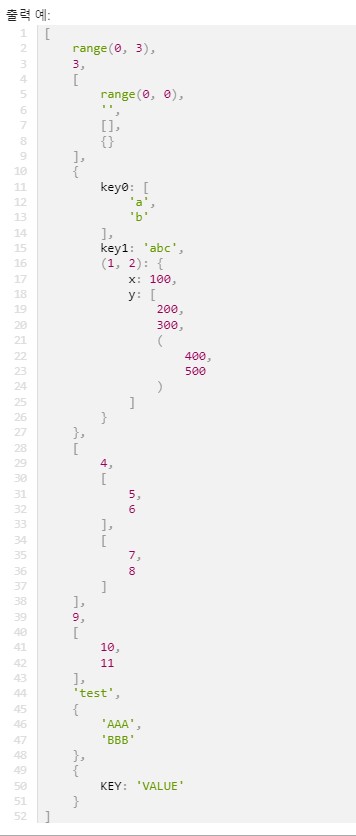 출력 예:
1 [
2     range(0, 3),
3     3,
4     [
5         range(0, 0),
6         '',
7         [],
8         {}
9     ],
10     {
11         key0: [
12             'a',
13             'b'
14         ],
15         key1: 'abc',
16         (1, 2): {
17             x: 100,
18             y: [
19                 200,
20                 300,
21                 (
22                     400,
23                     500
24                 )
25             ]
26         }
27     },
28     [
29         4,
30         [
31             5,
32             6
33         ],
34         [
35             7,
36             8
37         ]
38     ],
39     9,
40     [
41         10,
42         11
43     ],
44     'test',
45     {
46         'AAA',
47         'BBB'
48     },
49     {
50         KEY: 'VALUE'
51     }
52 ]